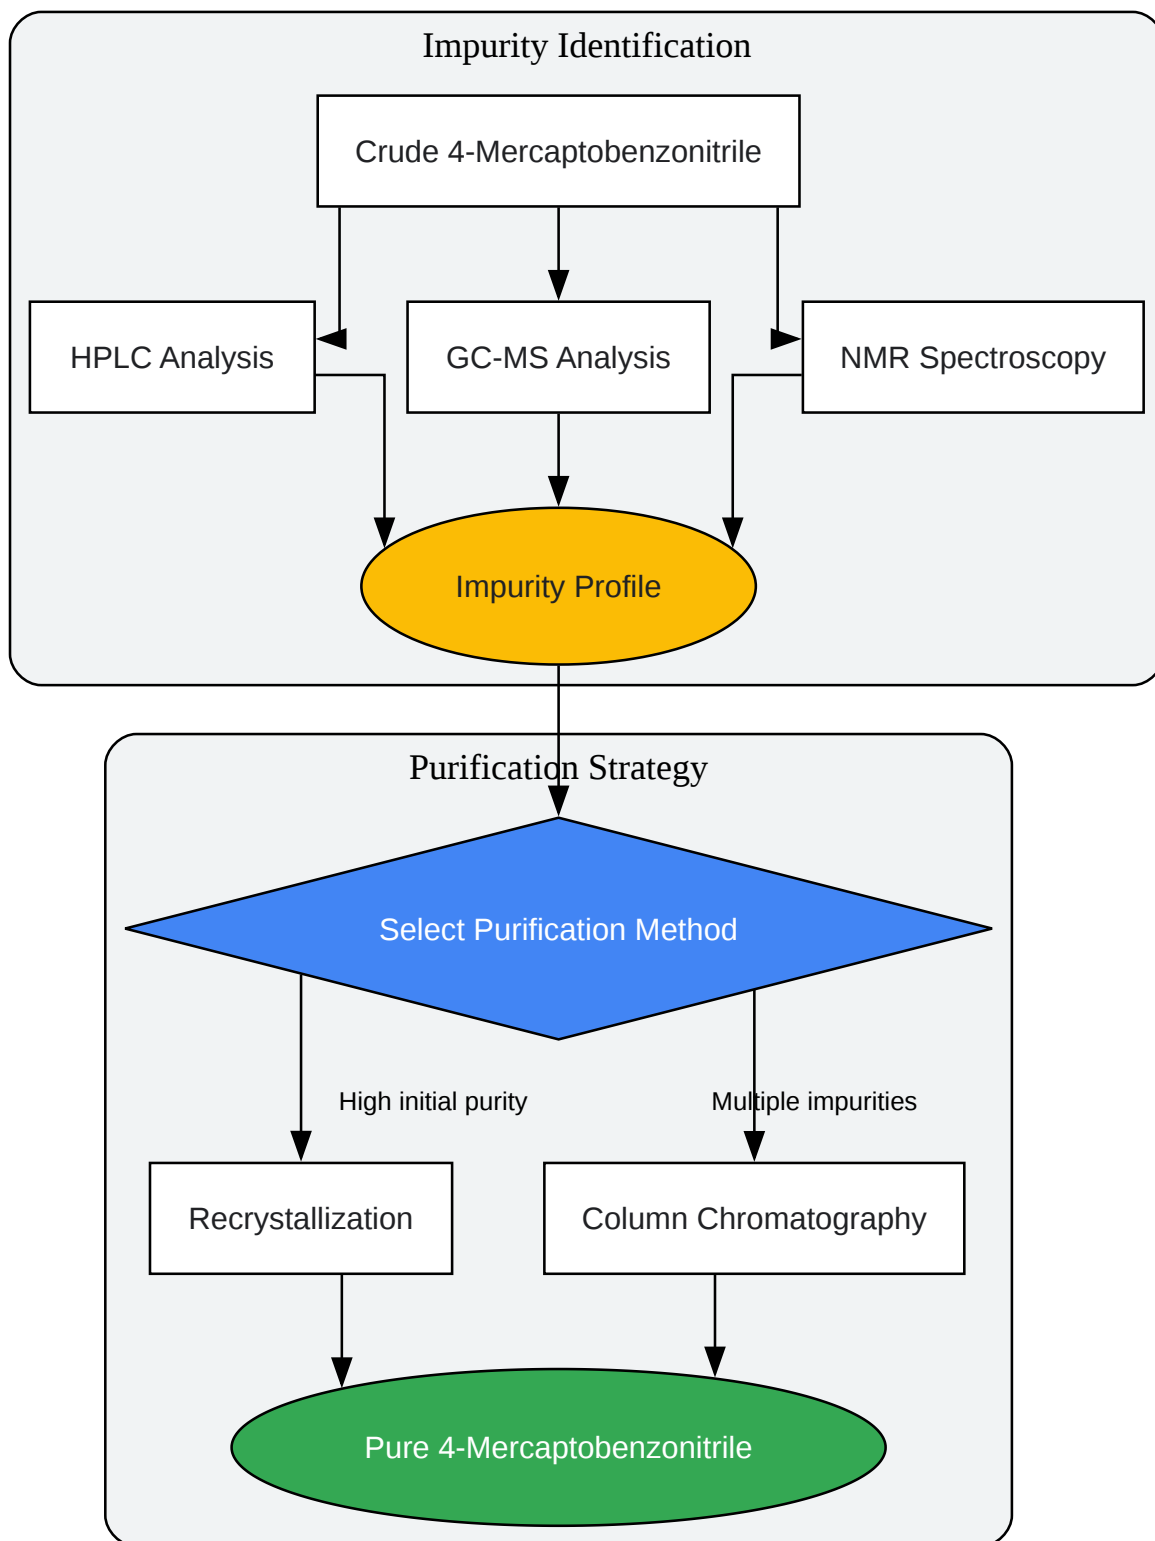 Impurity Identification
Crude 4-Mercaptobenzonitrile
HPLC Analysis
GC-MS Analysis
NMR Spectroscopy
Impurity Profile
Purification Strategy
Select Purification Method
High initial purity
Multiple impurities
Recrystallization
Column Chromatography
Pure 4-Mercaptobenzonitrile